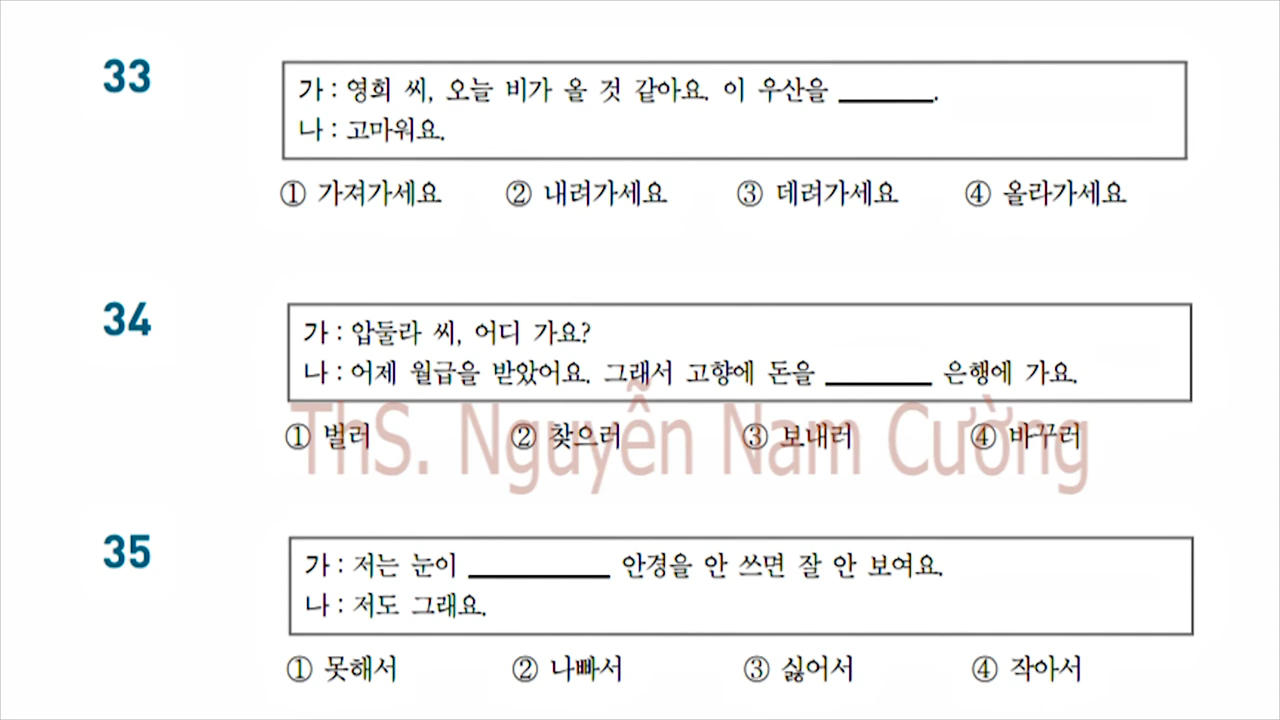 33
가 : 영희 씨, 오늘 비가 올 것 같아요. 이 우산을 ________.
나 : 고마워요.
① 가져가세요 ② 내려가세요 ③ 데려가세요 ④ 올라가세요
34
가 : 압둘라 씨, 어디 가요?
나 : 어제 월급을 받았어요. 그래서 고향에 돈을 ________ 은행에 가요.
ThS. Nguyễn Nam Cường
① 벌러 ② 찾으러 ③ 보내러 ④ 바꾸러
35
가 : 저는 눈이 ________ 안경을 안 쓰면 잘 안 보여요.
나 : 저도 그래요.
① 못해서 ② 나빠서 ③ 싫어서 ④ 작아서